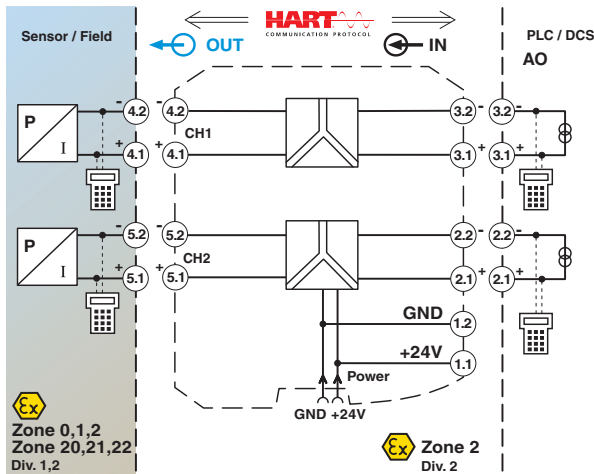 HART
COMMUNICATION PROTOCOL
Sensor / Field
OUT
IN
PLC / DCS
AO
P
I
- 4.2 - 4.2 -
CH1
+ 4.1 + 4.1
3.2 - 3.2 -
3.1 + 3.1 +
P
I
- 5.2 - 5.2
CH2
+ 5.1 + 5.1
2.2 - 2.2 -
2.1 + 2.1 +
GND
1.2
+24V
1.1
Power
GND +24V
Ex
Zone 0,1,2
Zone 20,21,22
Div. 1,2
Ex
Zone 2
Div. 2